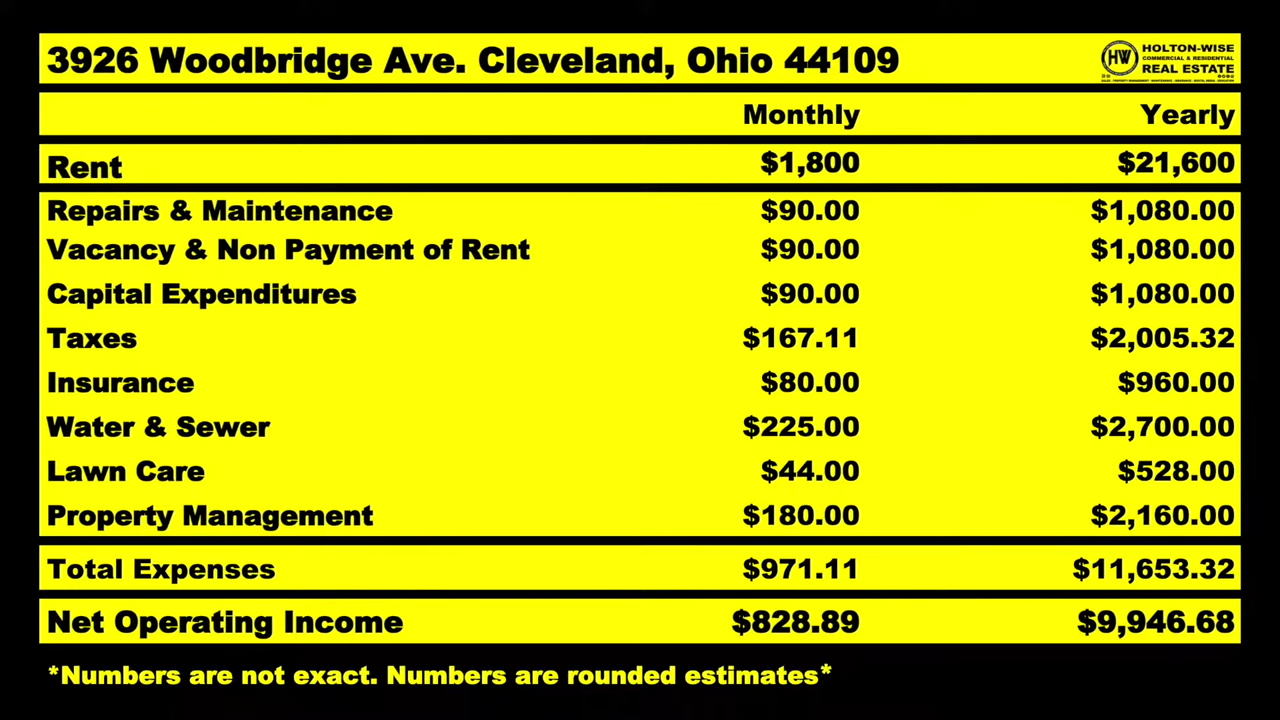 3926 Woodbridge Ave. Cleveland, Ohio 44109
HW
HOLTON-WISE
COMMERCIAL & RESIDENTIAL
REAL ESTATE
Monthly Yearly
Rent $1,800 $21,600
Repairs & Maintenance $90.00 $1,080.00
Vacancy & Non Payment of Rent $90.00 $1,080.00
Capital Expenditures $90.00 $1,080.00
Taxes $167.11 $2,005.32
Insurance $80.00 $960.00
Water & Sewer $225.00 $2,700.00
Lawn Care $44.00 $528.00
Property Management $180.00 $2,160.00
Total Expenses $971.11 $11,653.32
Net Operating Income $828.89 $9,946.68
*Numbers are not exact. Numbers are rounded estimates*